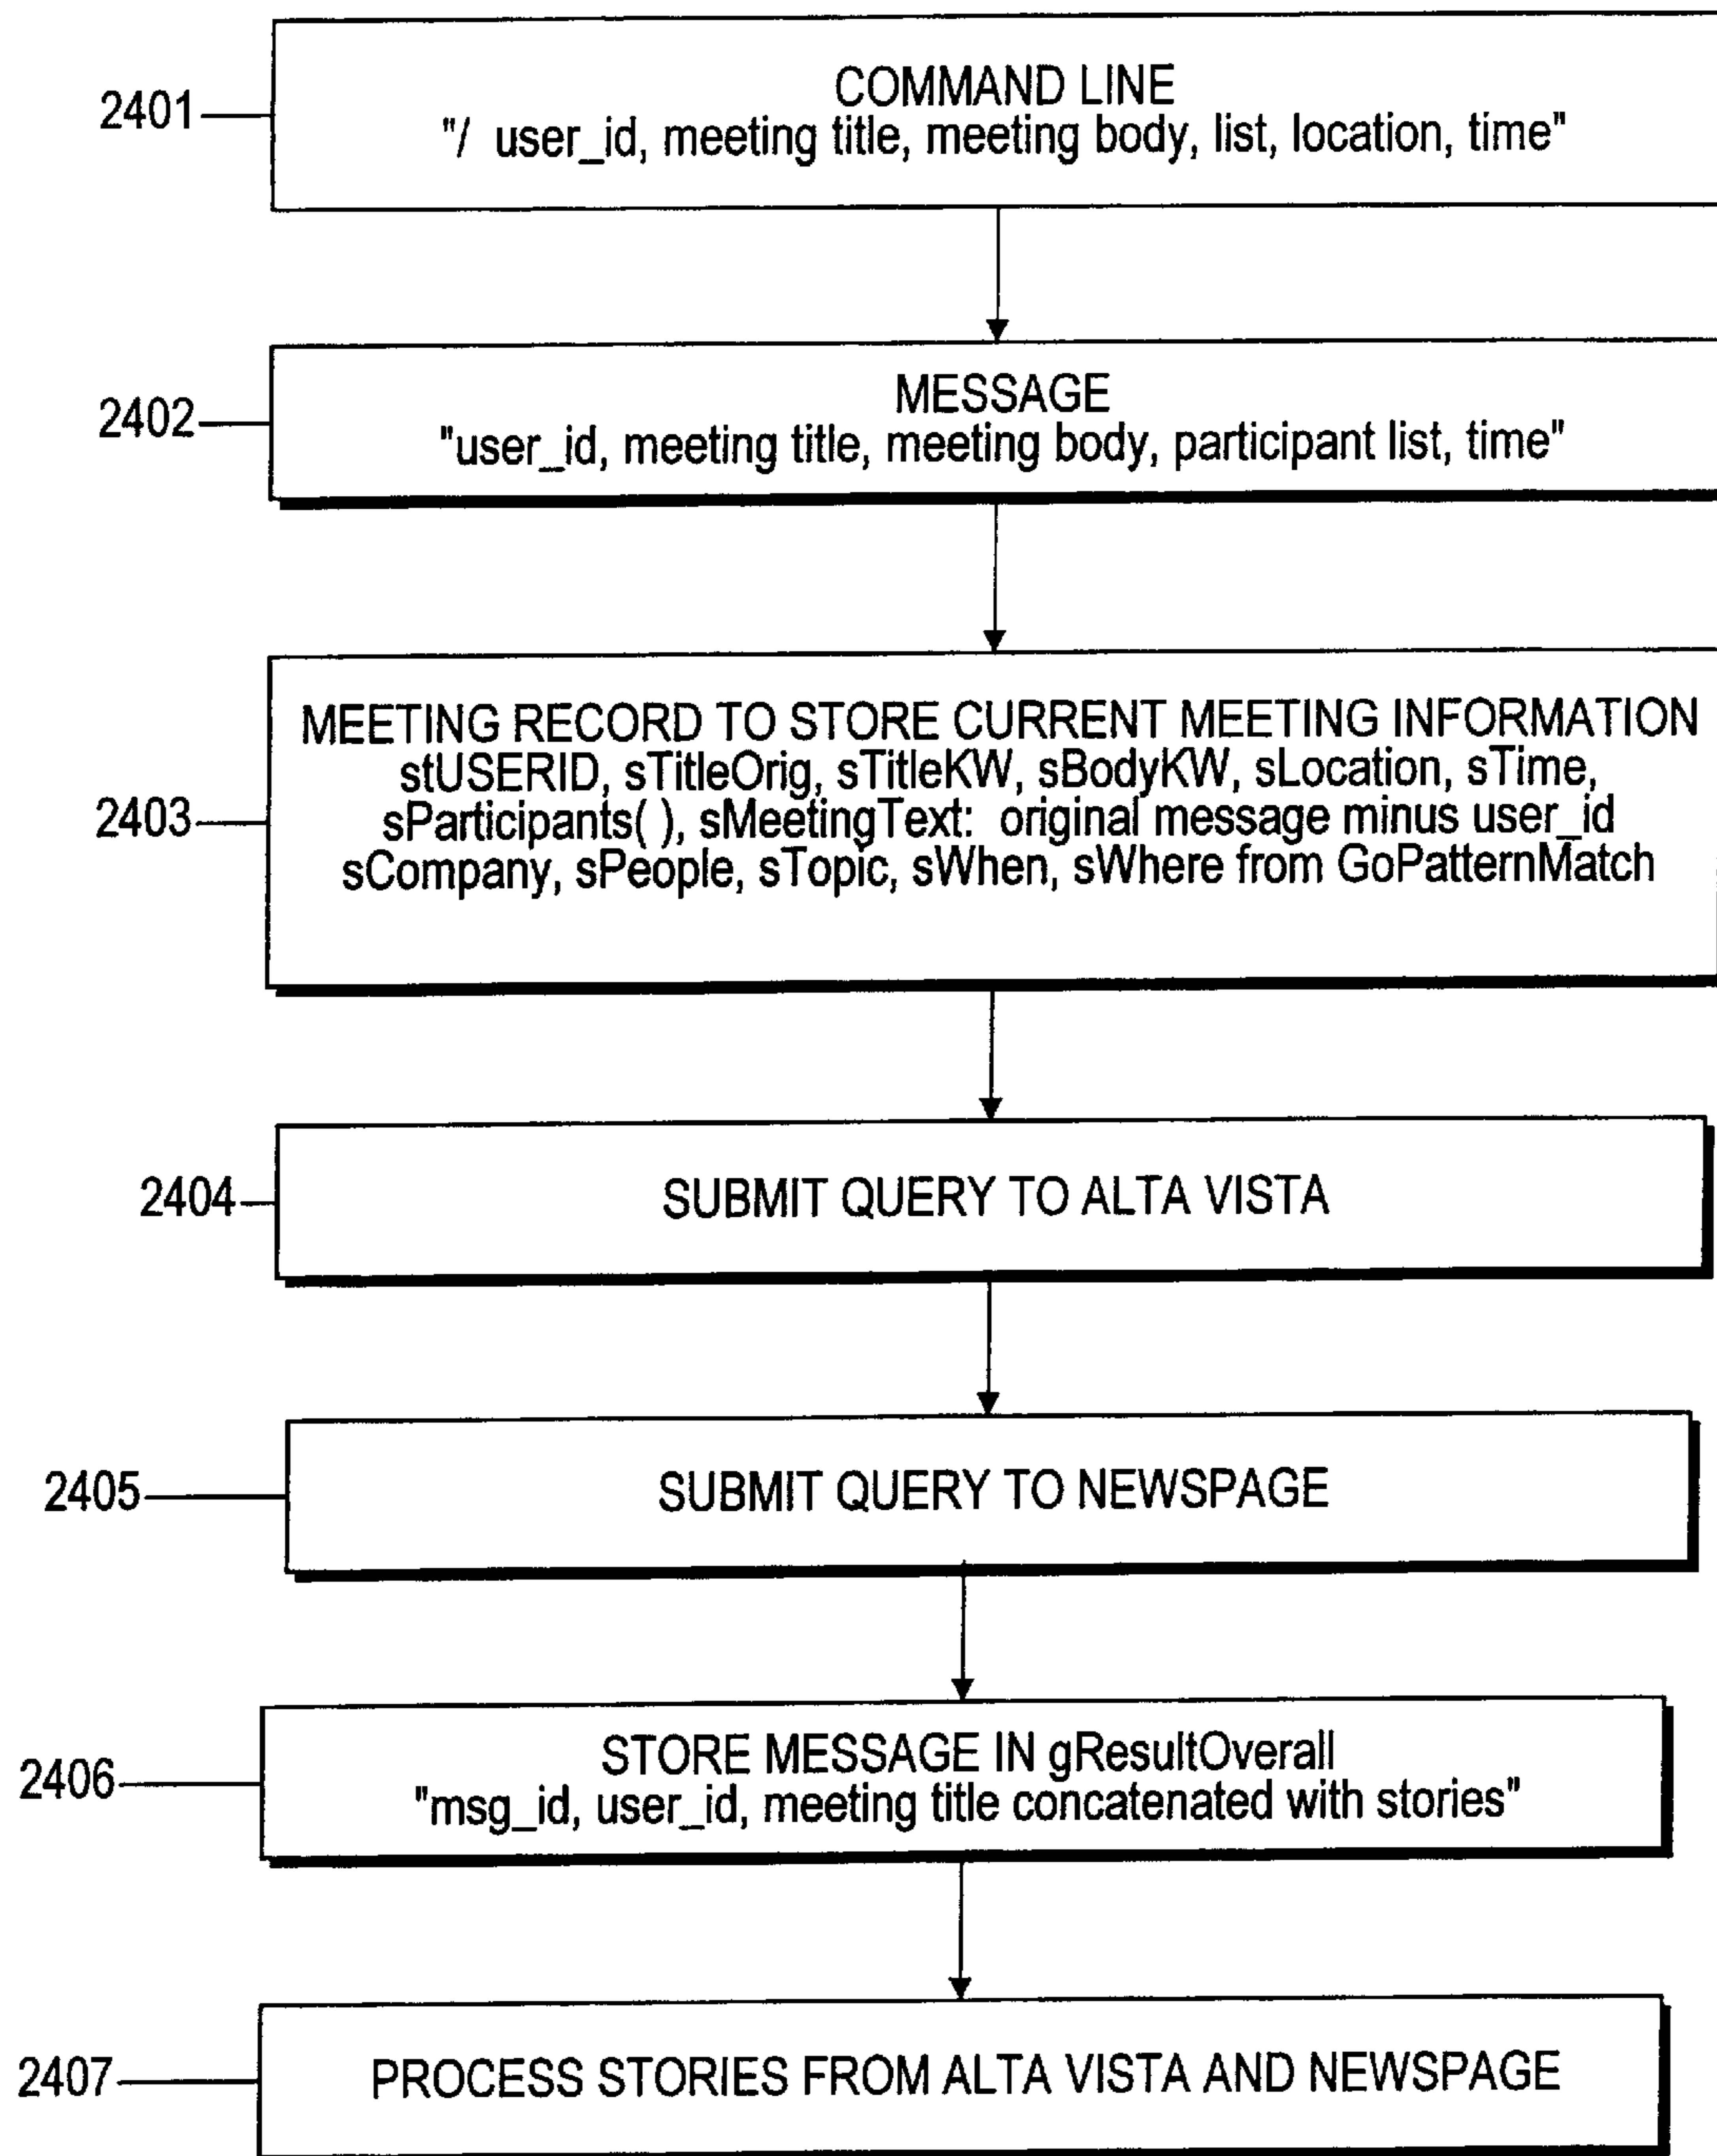 2401
COMMAND LINE
"/ user_id, meeting title, meeting body, list, location, time"
2402
MESSAGE
"user_id, meeting title, meeting body, participant list, time"
2403
MEETING RECORD TO STORE CURRENT MEETING INFORMATION
stUSERID, sTitleOrig, sTitleKW, sBodyKW, sLocation, sTime,
sParticipants( ), sMeetingText: original message minus user_id
sCompany, sPeople, sTopic, sWhen, sWhere from GoPatternMatch
2404
SUBMIT QUERY TO ALTA VISTA
2405
SUBMIT QUERY TO NEWSPAGE
2406
STORE MESSAGE IN gResultOverall
"msg_id, user_id, meeting title concatenated with stories"
2407
PROCESS STORIES FROM ALTA VISTA AND NEWSPAGE